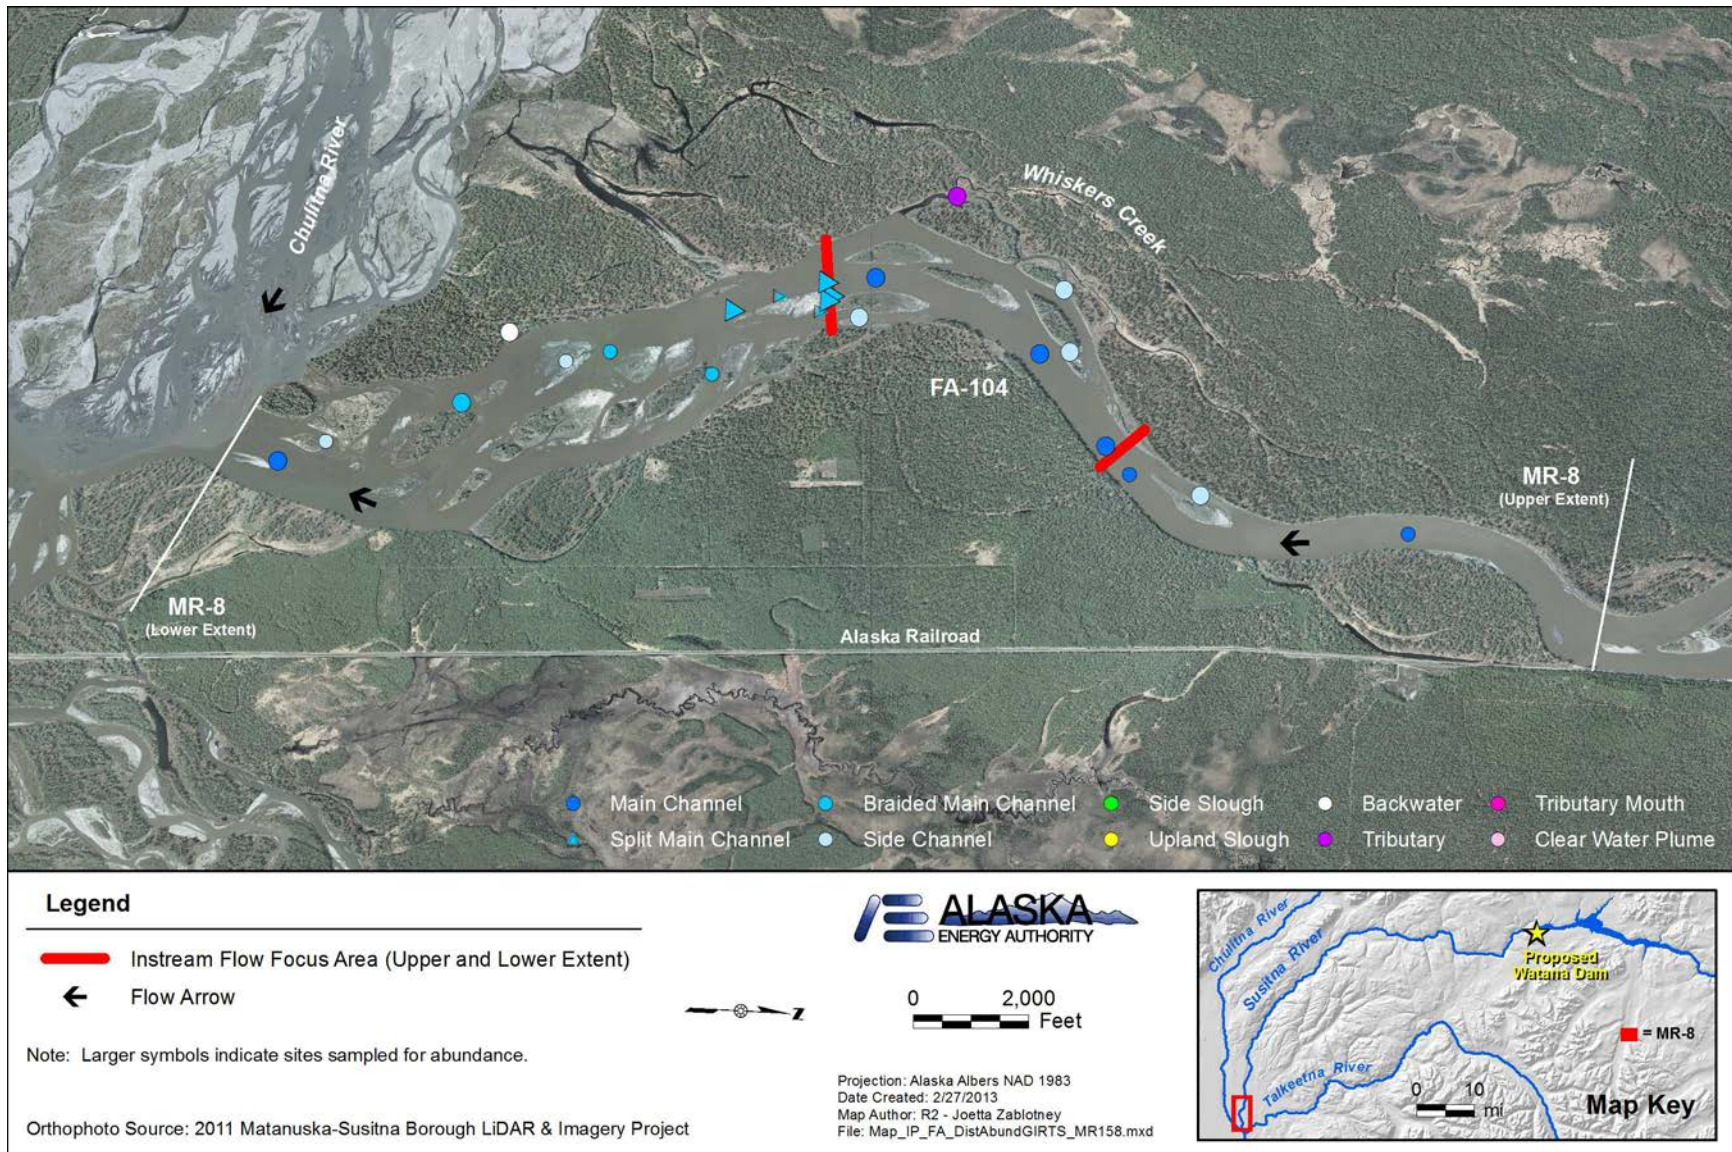 Chulitna River
Whiskers Creek
FA-104
MR-8
(Upper Extent)
MR-8
(Lower Extent)
Alaska Railroad
Main Channel
Braided Main Channel
Side Slough
Backwater
Tributary Mouth
Split Main Channel
Side Channel
Upland Slough
Tributary
Clear Water Plume
Legend
Instream Flow Focus Area (Upper and Lower Extent)
Flow Arrow
Note: Larger symbols indicate sites sampled for abundance.
Orthophoto Source: 2011 Matanuska-Susitna Borough LiDAR & Imagery Project
N
ALASKA
ENERGY AUTHORITY
0 2,000
Feet
Projection: Alaska Albers NAD 1983
Date Created: 2/27/2013
Map Author: R2 - Joetta Zablotney
File: Map_IP_FA_DistAbundGIRTS_MR158.mxd
Chulitna River
Susitna River
Proposed
Watana Dam
= MR-8
Talkeetna River
0 10
mi
Map Key